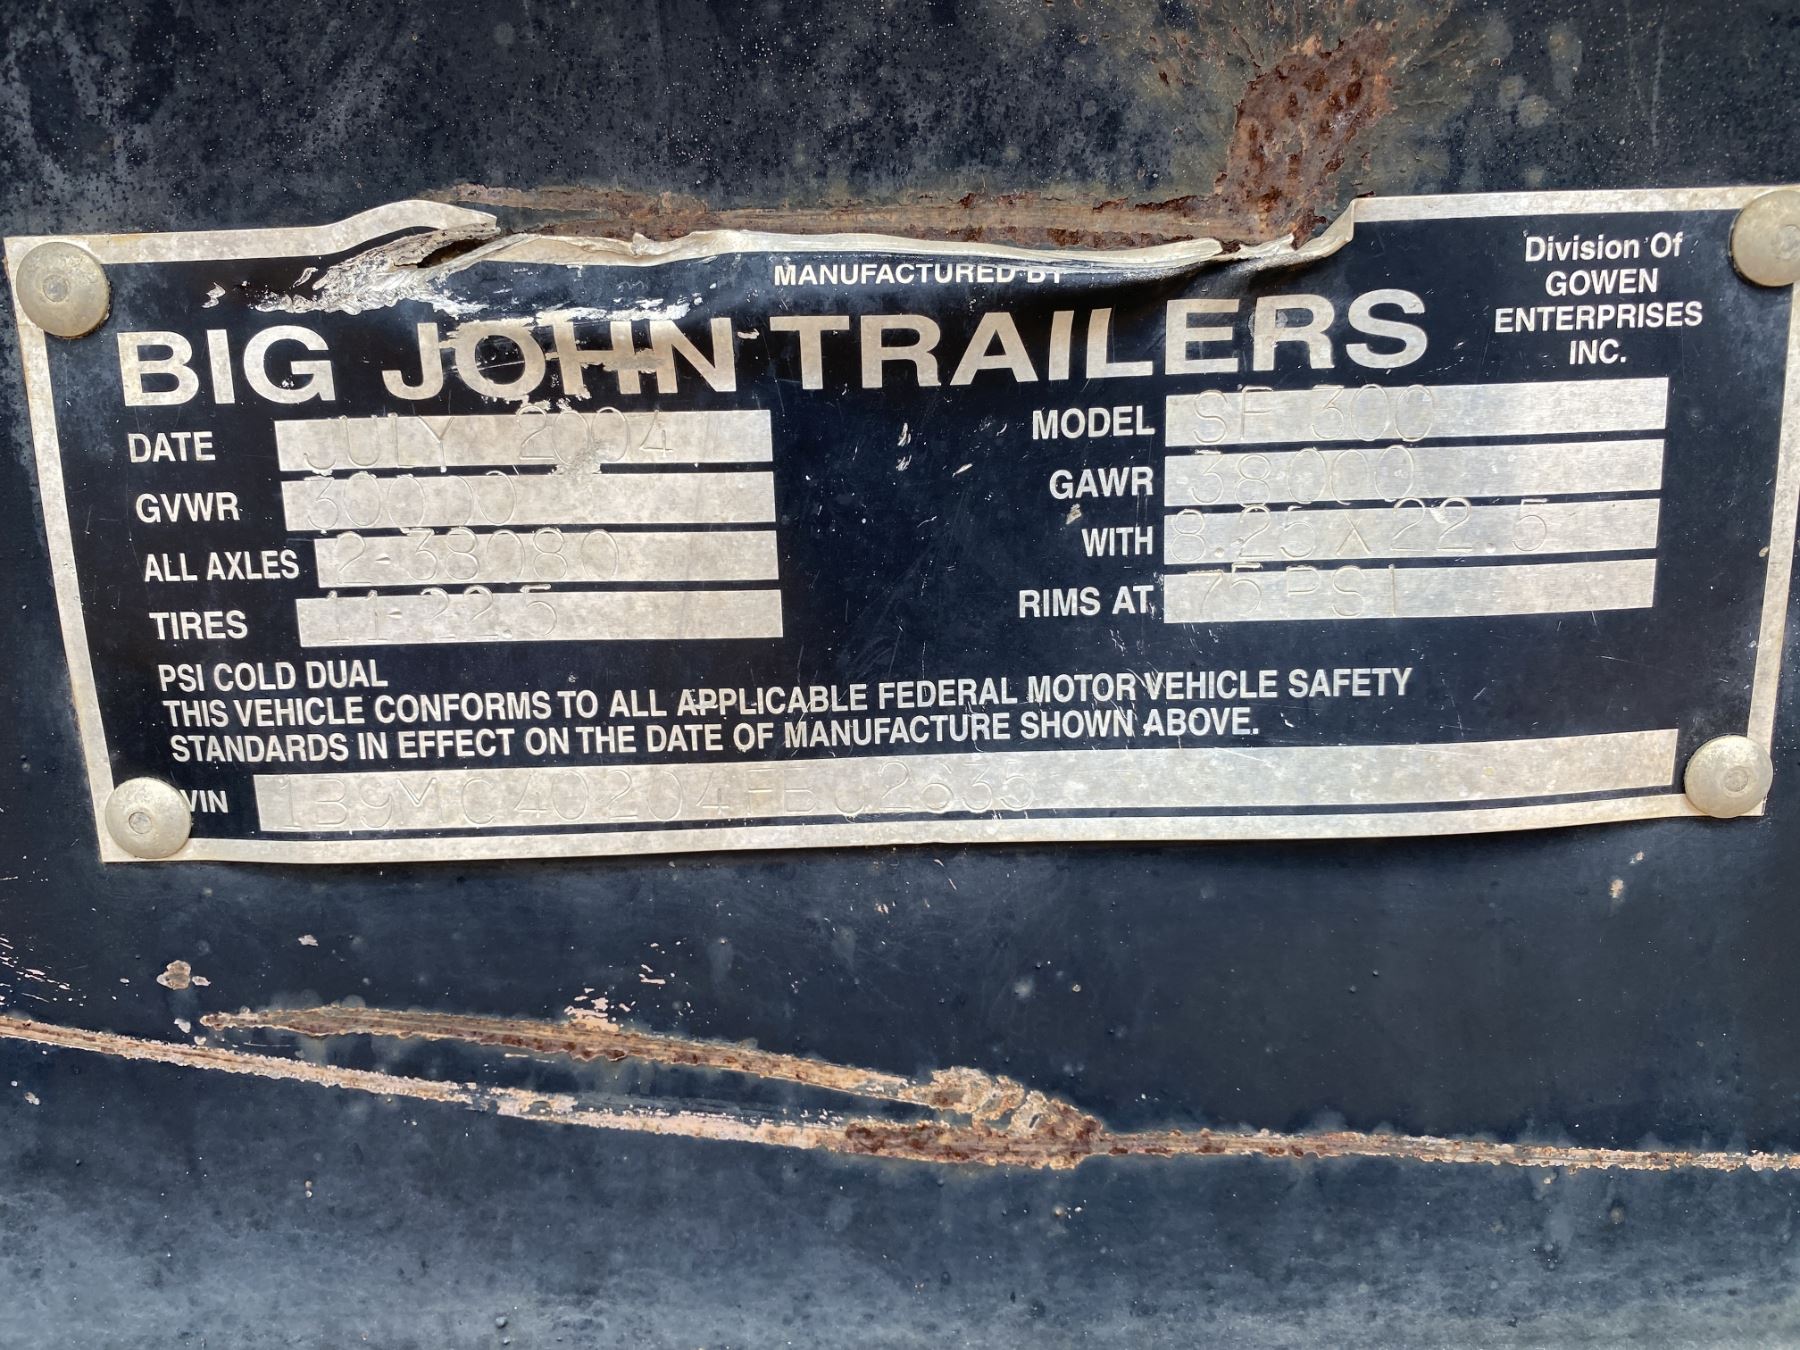 MANUFACTURED BY
BIG JOHN TRAILERS
Division Of
GOWEN
ENTERPRISES
INC.
DATE JULY 2004
MODEL SF 300
GVWR 30000
GAWR 38000
ALL AXLES 2-38080
WITH 8.25X22.5
TIRES 11-22.5
RIMS AT 75 PSI
PSI COLD DUAL
THIS VEHICLE CONFORMS TO ALL APPLICABLE FEDERAL MOTOR VEHICLE SAFETY
STANDARDS IN EFFECT ON THE DATE OF MANUFACTURE SHOWN ABOVE.
VIN